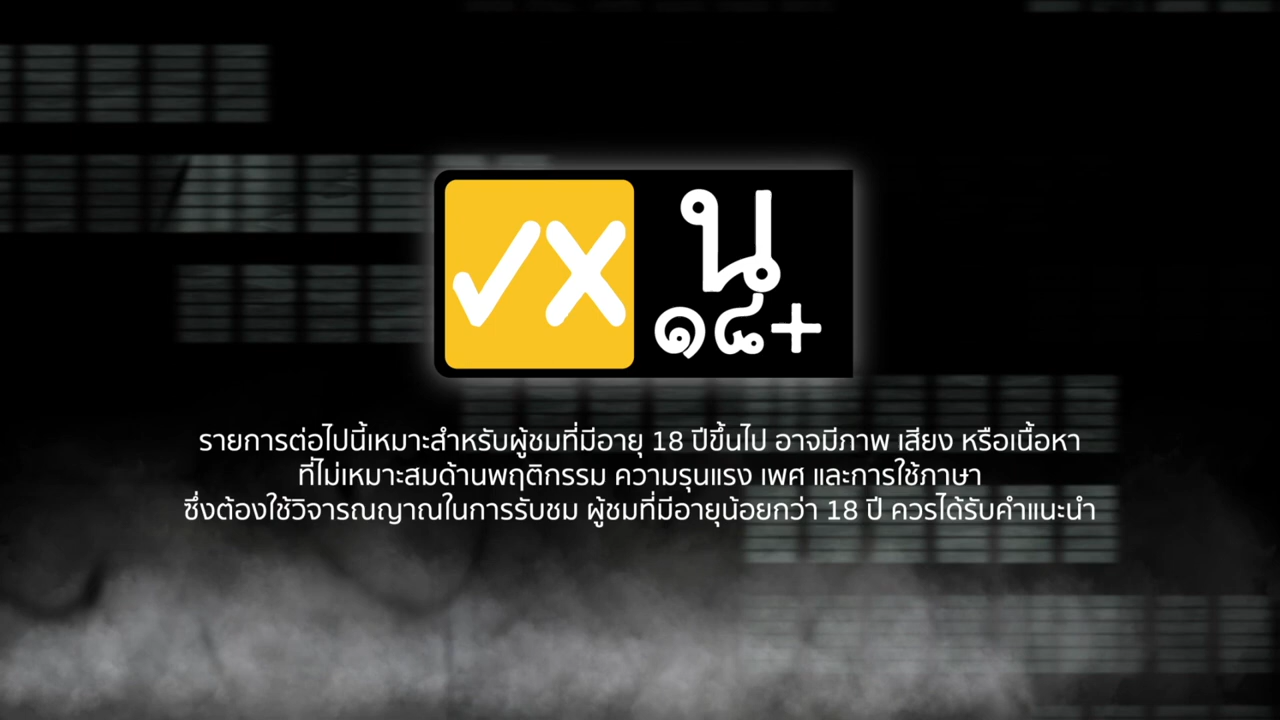 ✓X น
๑๘+
รายการต่อไปนี้เหมาะสำหรับผู้ชมที่มีอายุ 18 ปีขึ้นไป อาจมีภาพ เสียง หรือเนื้อหา
ที่ไม่เหมาะสมด้านพฤติกรรม ความรุนแรง เพศ และการใช้ภาษา
ซึ่งต้องใช้วิจารณญาณในการรับชม ผู้ชมที่มีอายุน้อยกว่า 18 ปี ควรได้รับคำแนะนำ